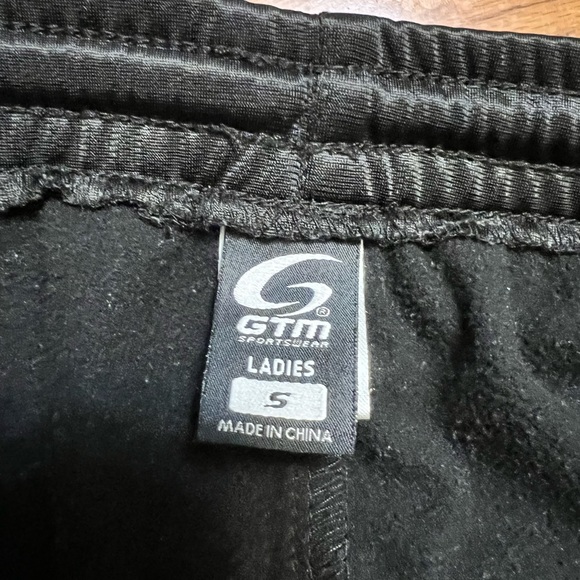 ®
GTM
SPORTSWEAR
LADIES
S
MADE IN CHINA